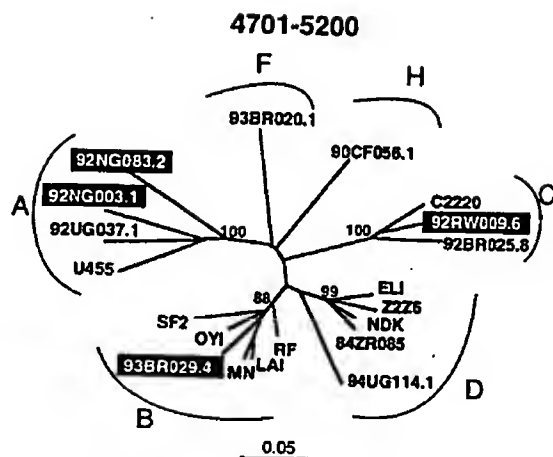 4701-5200
F
H
93BR020.1
90CF056.1
92NG083.2
A
92NG003.1
92UG037.1
U455
100
100
C2220
92RW009.6
92BR025.8
C
88
99
ELI
Z2Z6
NDK
84ZR085
SF2
OYI
93BR029.4
MN
LAI
RF
94UG114.1
B
D
0.05